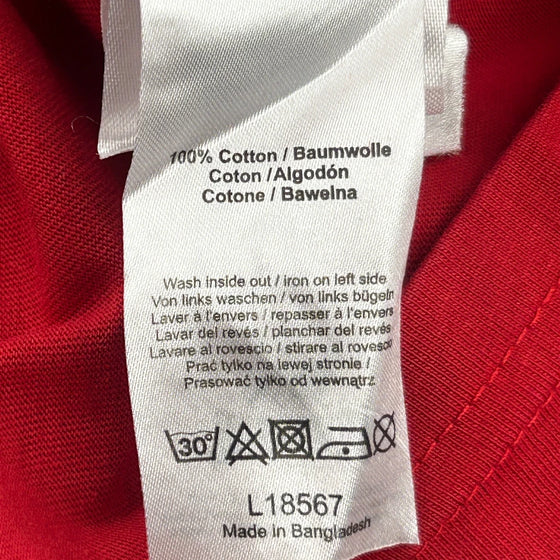 100% Cotton / Baumwolle
Coton /Algodón
Cotone / Bawełna
Wash inside out / iron on left side
Von links waschen / von links bügeln
Laver à l'envers / repasser à l'envers
Lavar del revés / planchar del revés
Lavare al rovescio / stirare al rovescio
Prać tylko na lewej stronie /
Prasować tylko od wewnątrz
30°
L18567
Made in Bangladesh